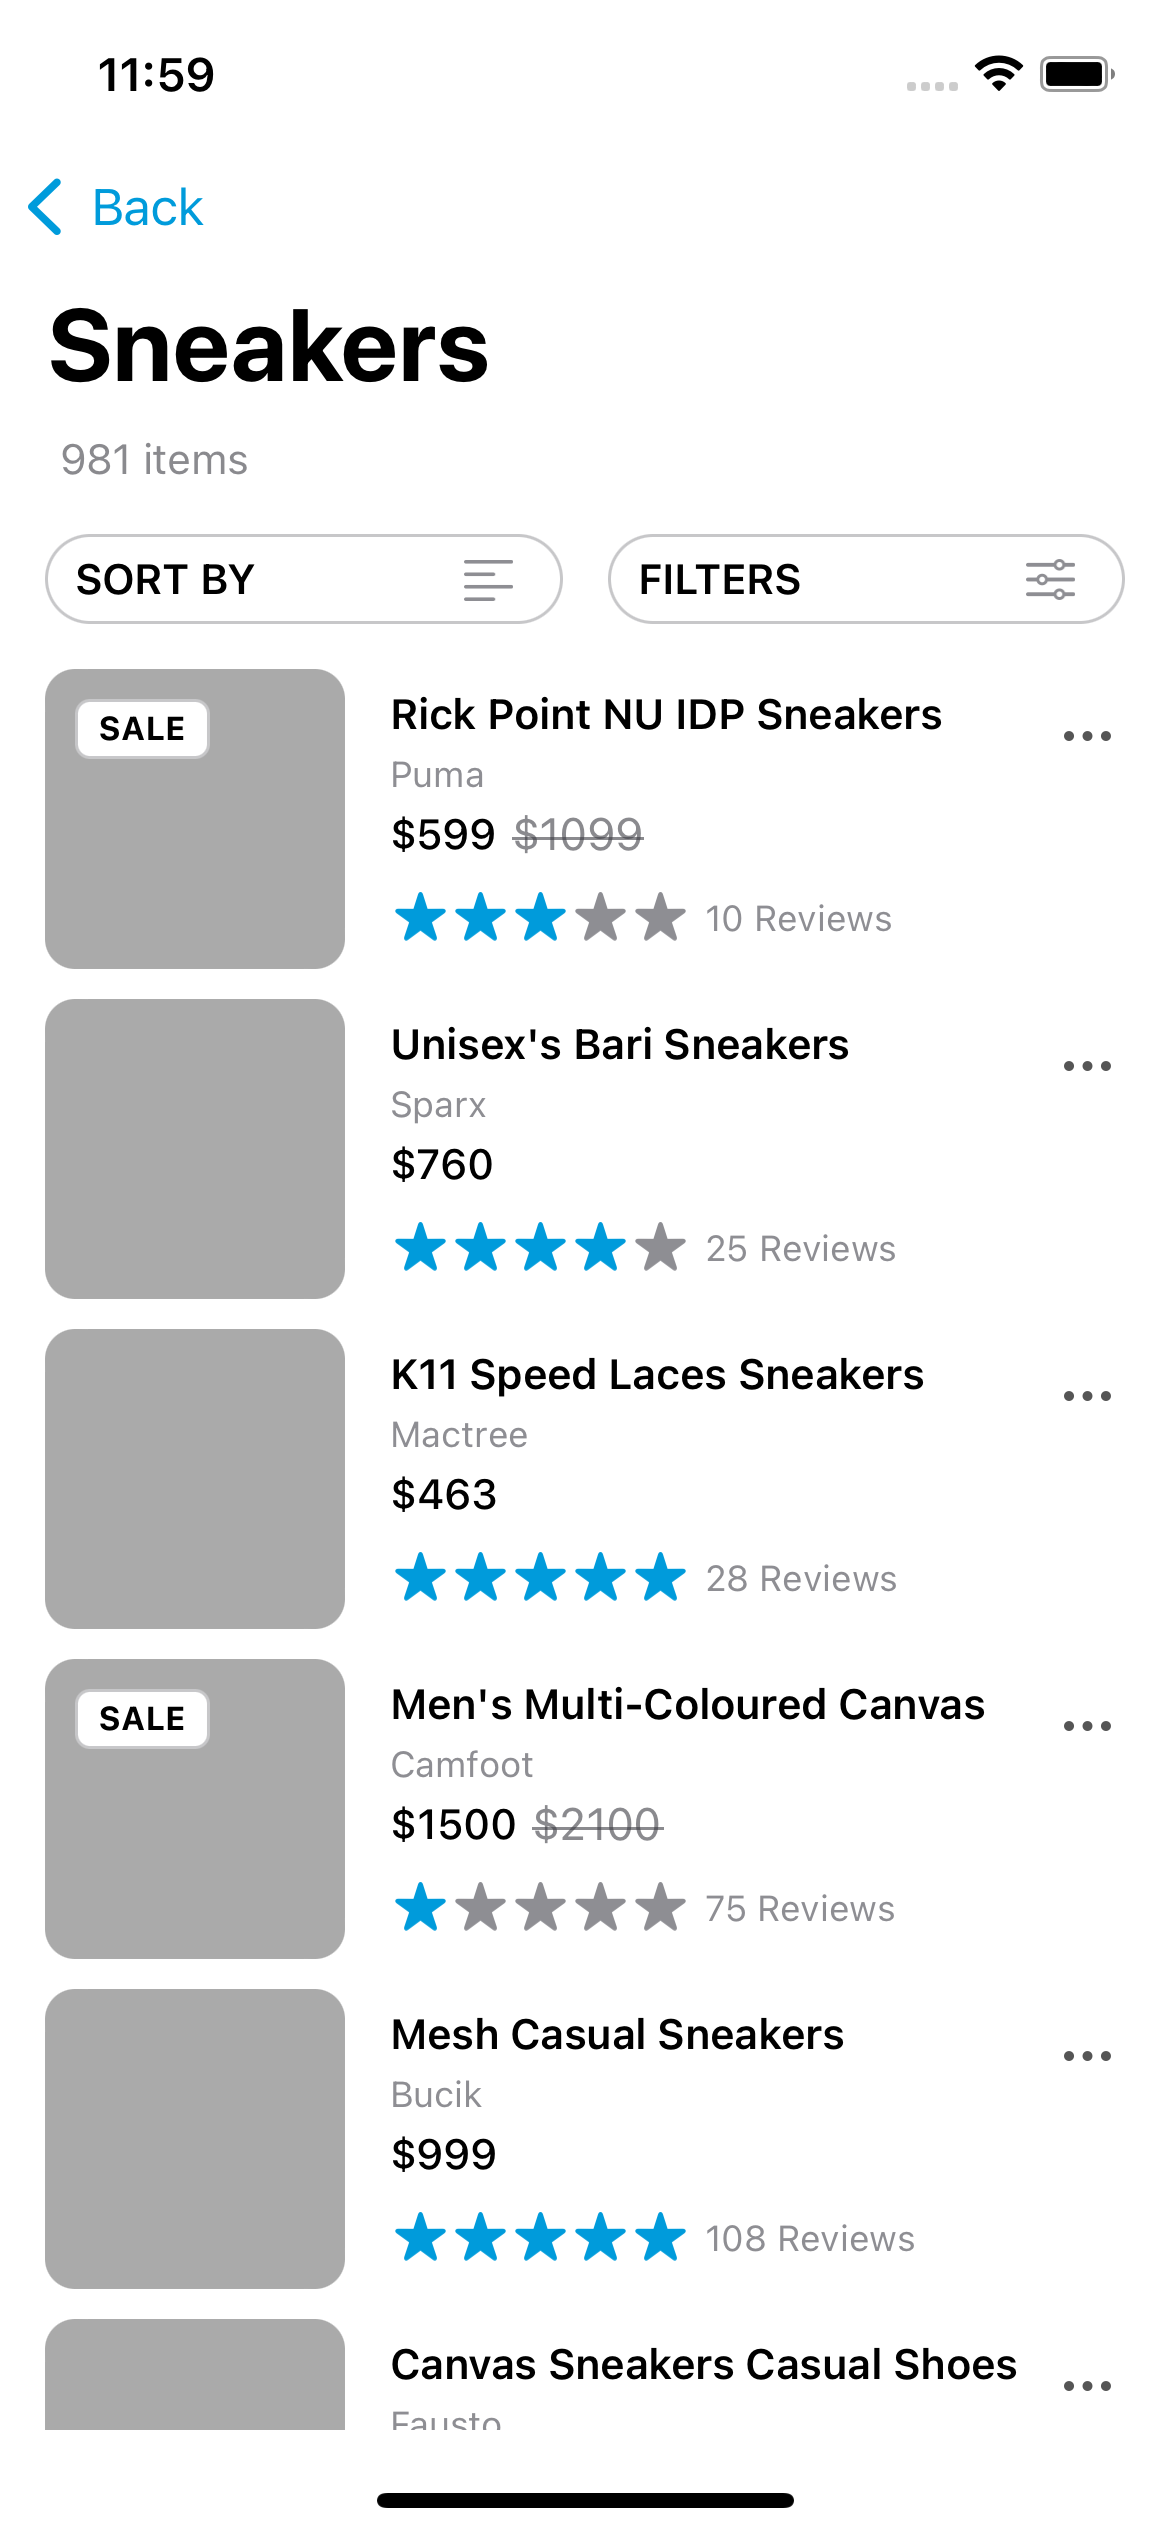 11:59
Back
Sneakers
981 items
SORT BY
FILTERS
SALE
Rick Point NU IDP Sneakers
Puma
$599 $1099
10 Reviews
Unisex's Bari Sneakers
Sparx
$760
25 Reviews
K11 Speed Laces Sneakers
Mactree
$463
28 Reviews
SALE
Men's Multi-Coloured Canvas
Camfoot
$1500 $2100
75 Reviews
Mesh Casual Sneakers
Bucik
$999
108 Reviews
Canvas Sneakers Casual Shoes
Fausto